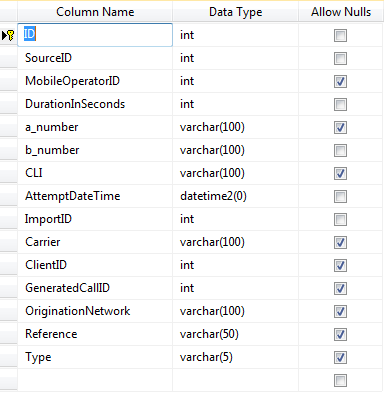 Column Name Data Type Allow Nulls
ID int
SourceID int
MobileOperatorID int
DurationInSeconds int
a_number varchar(100)
b_number varchar(100)
CLI varchar(100)
AttemptDateTime datetime2(0)
ImportID int
Carrier varchar(100)
ClientID int
GeneratedCallID int
OriginationNetwork varchar(100)
Reference varchar(50)
Type varchar(5)